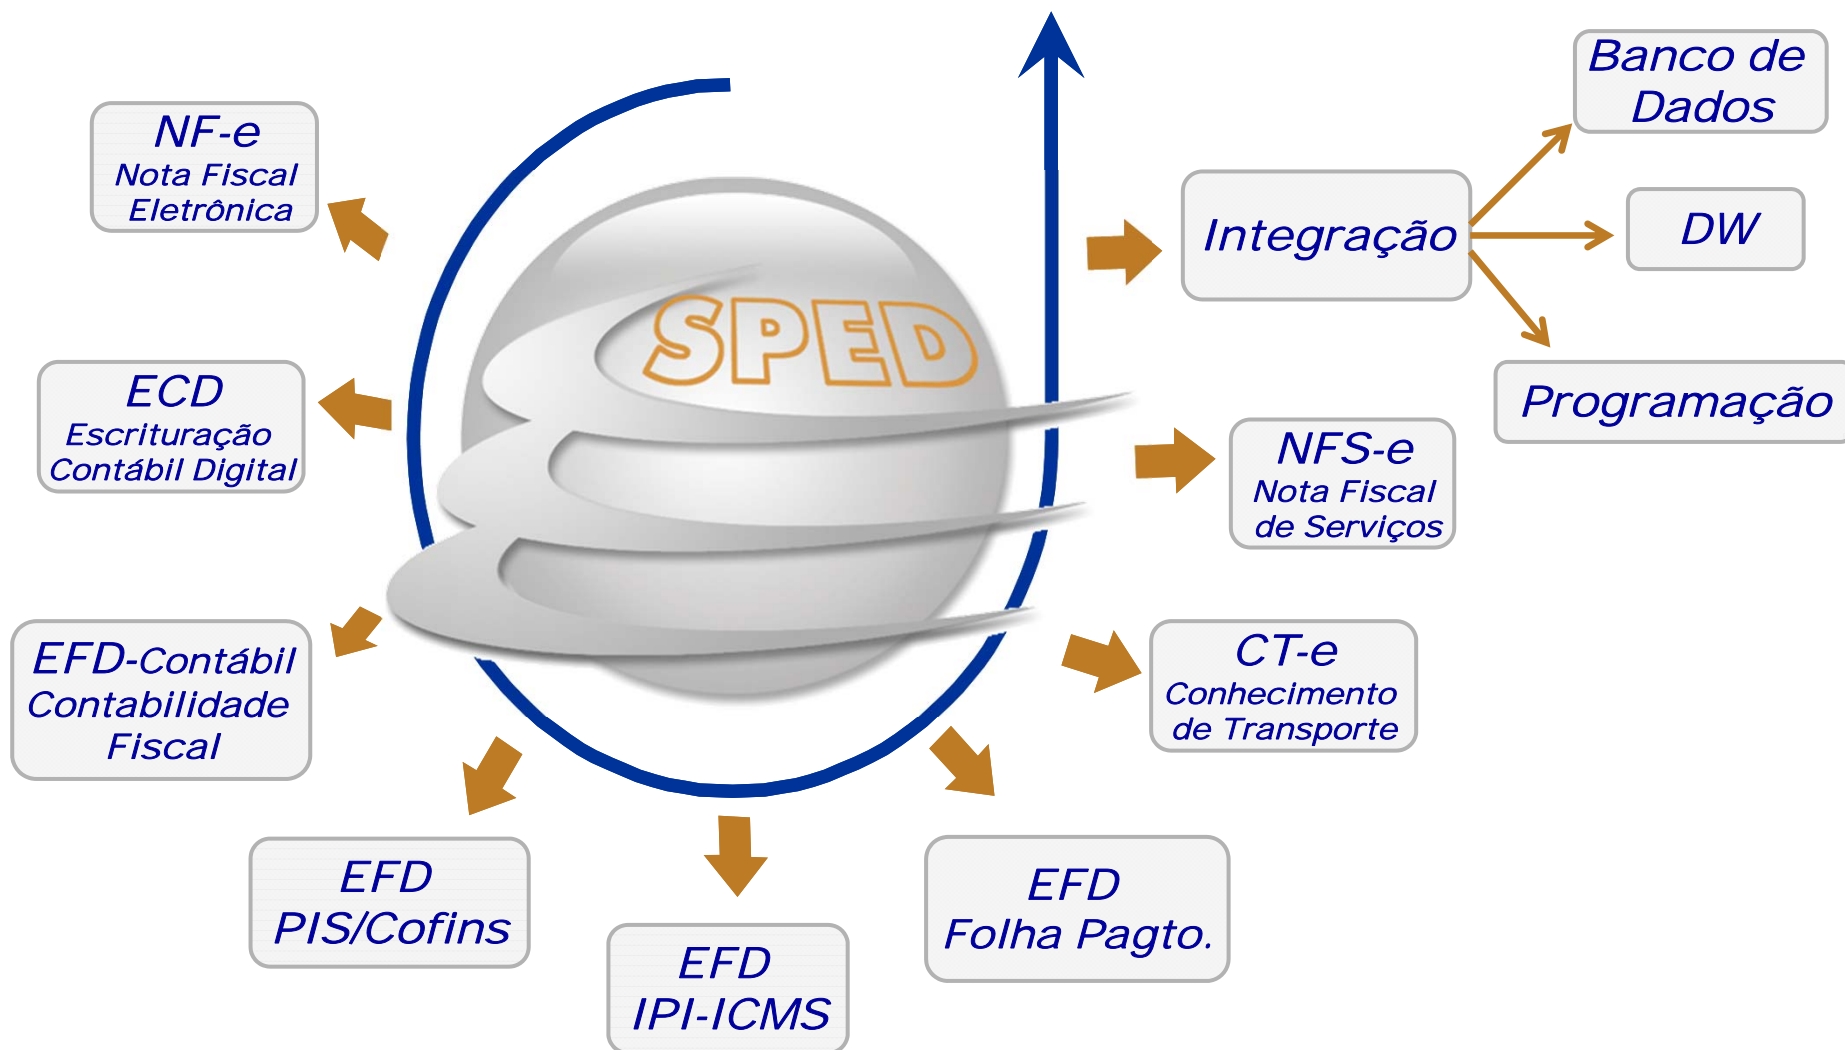 NF-e
Nota Fiscal
Eletrônica
ECD
Escrituração
Contábil Digital
EFD-Contábil
Contabilidade
Fiscal
EFD
PIS/Cofins
EFD
IPI-ICMS
EFD
Folha Pagto.
CT-e
Conhecimento
de Transporte
NFS-e
Nota Fiscal
de Serviços
Integração
Banco de
Dados
DW
Programação
SPED